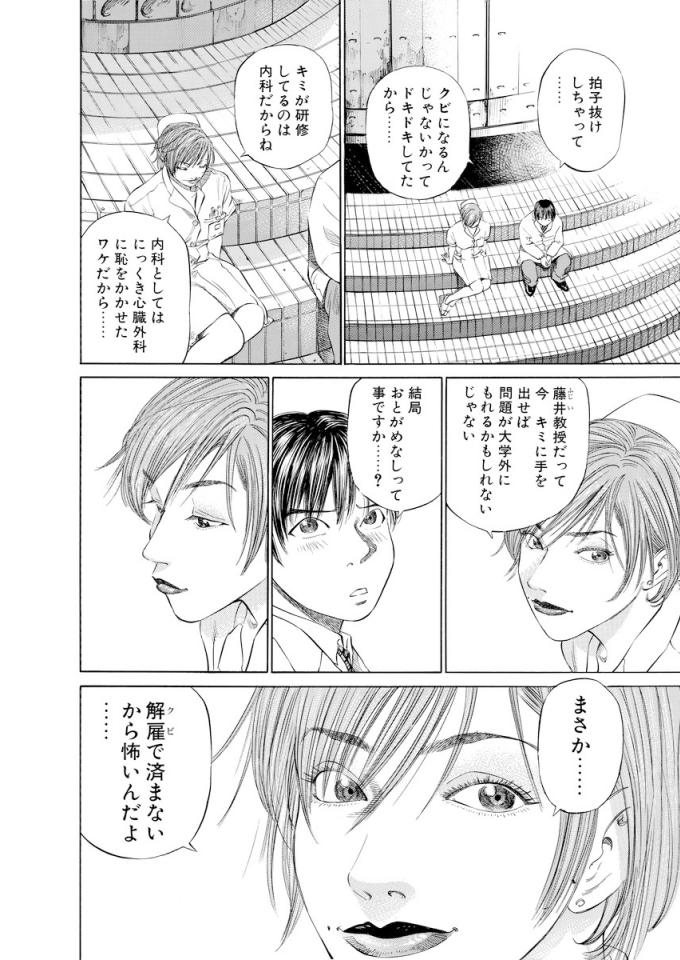 拍子抜け
しちゃって
……
クビになるん
じゃないかって
ドキドキしてた
から……
キミが研修
してるのは
内科だからね
内科としては
にっくき心臓外科
に恥をかかせた
ワケだから……
藤井教授だって
ふじい
今 キミに手を
出せば
問題が大学外に
もれるかもしれない
じゃない
結局
おとがめなしって
事ですか……?
まさか……
解雇で済まない
クビ
から怖いんだよ
……